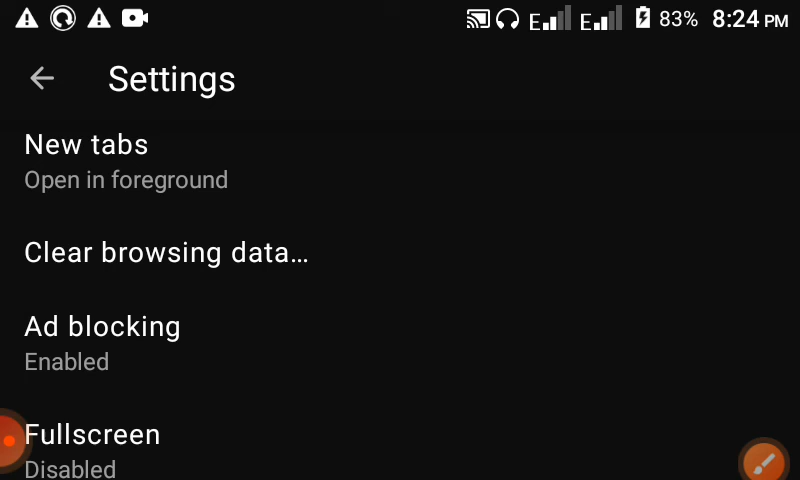 E E 83% 8:24 PM
Settings
New tabs
Open in foreground
Clear browsing data...
Ad blocking
Enabled
Fullscreen
Disabled